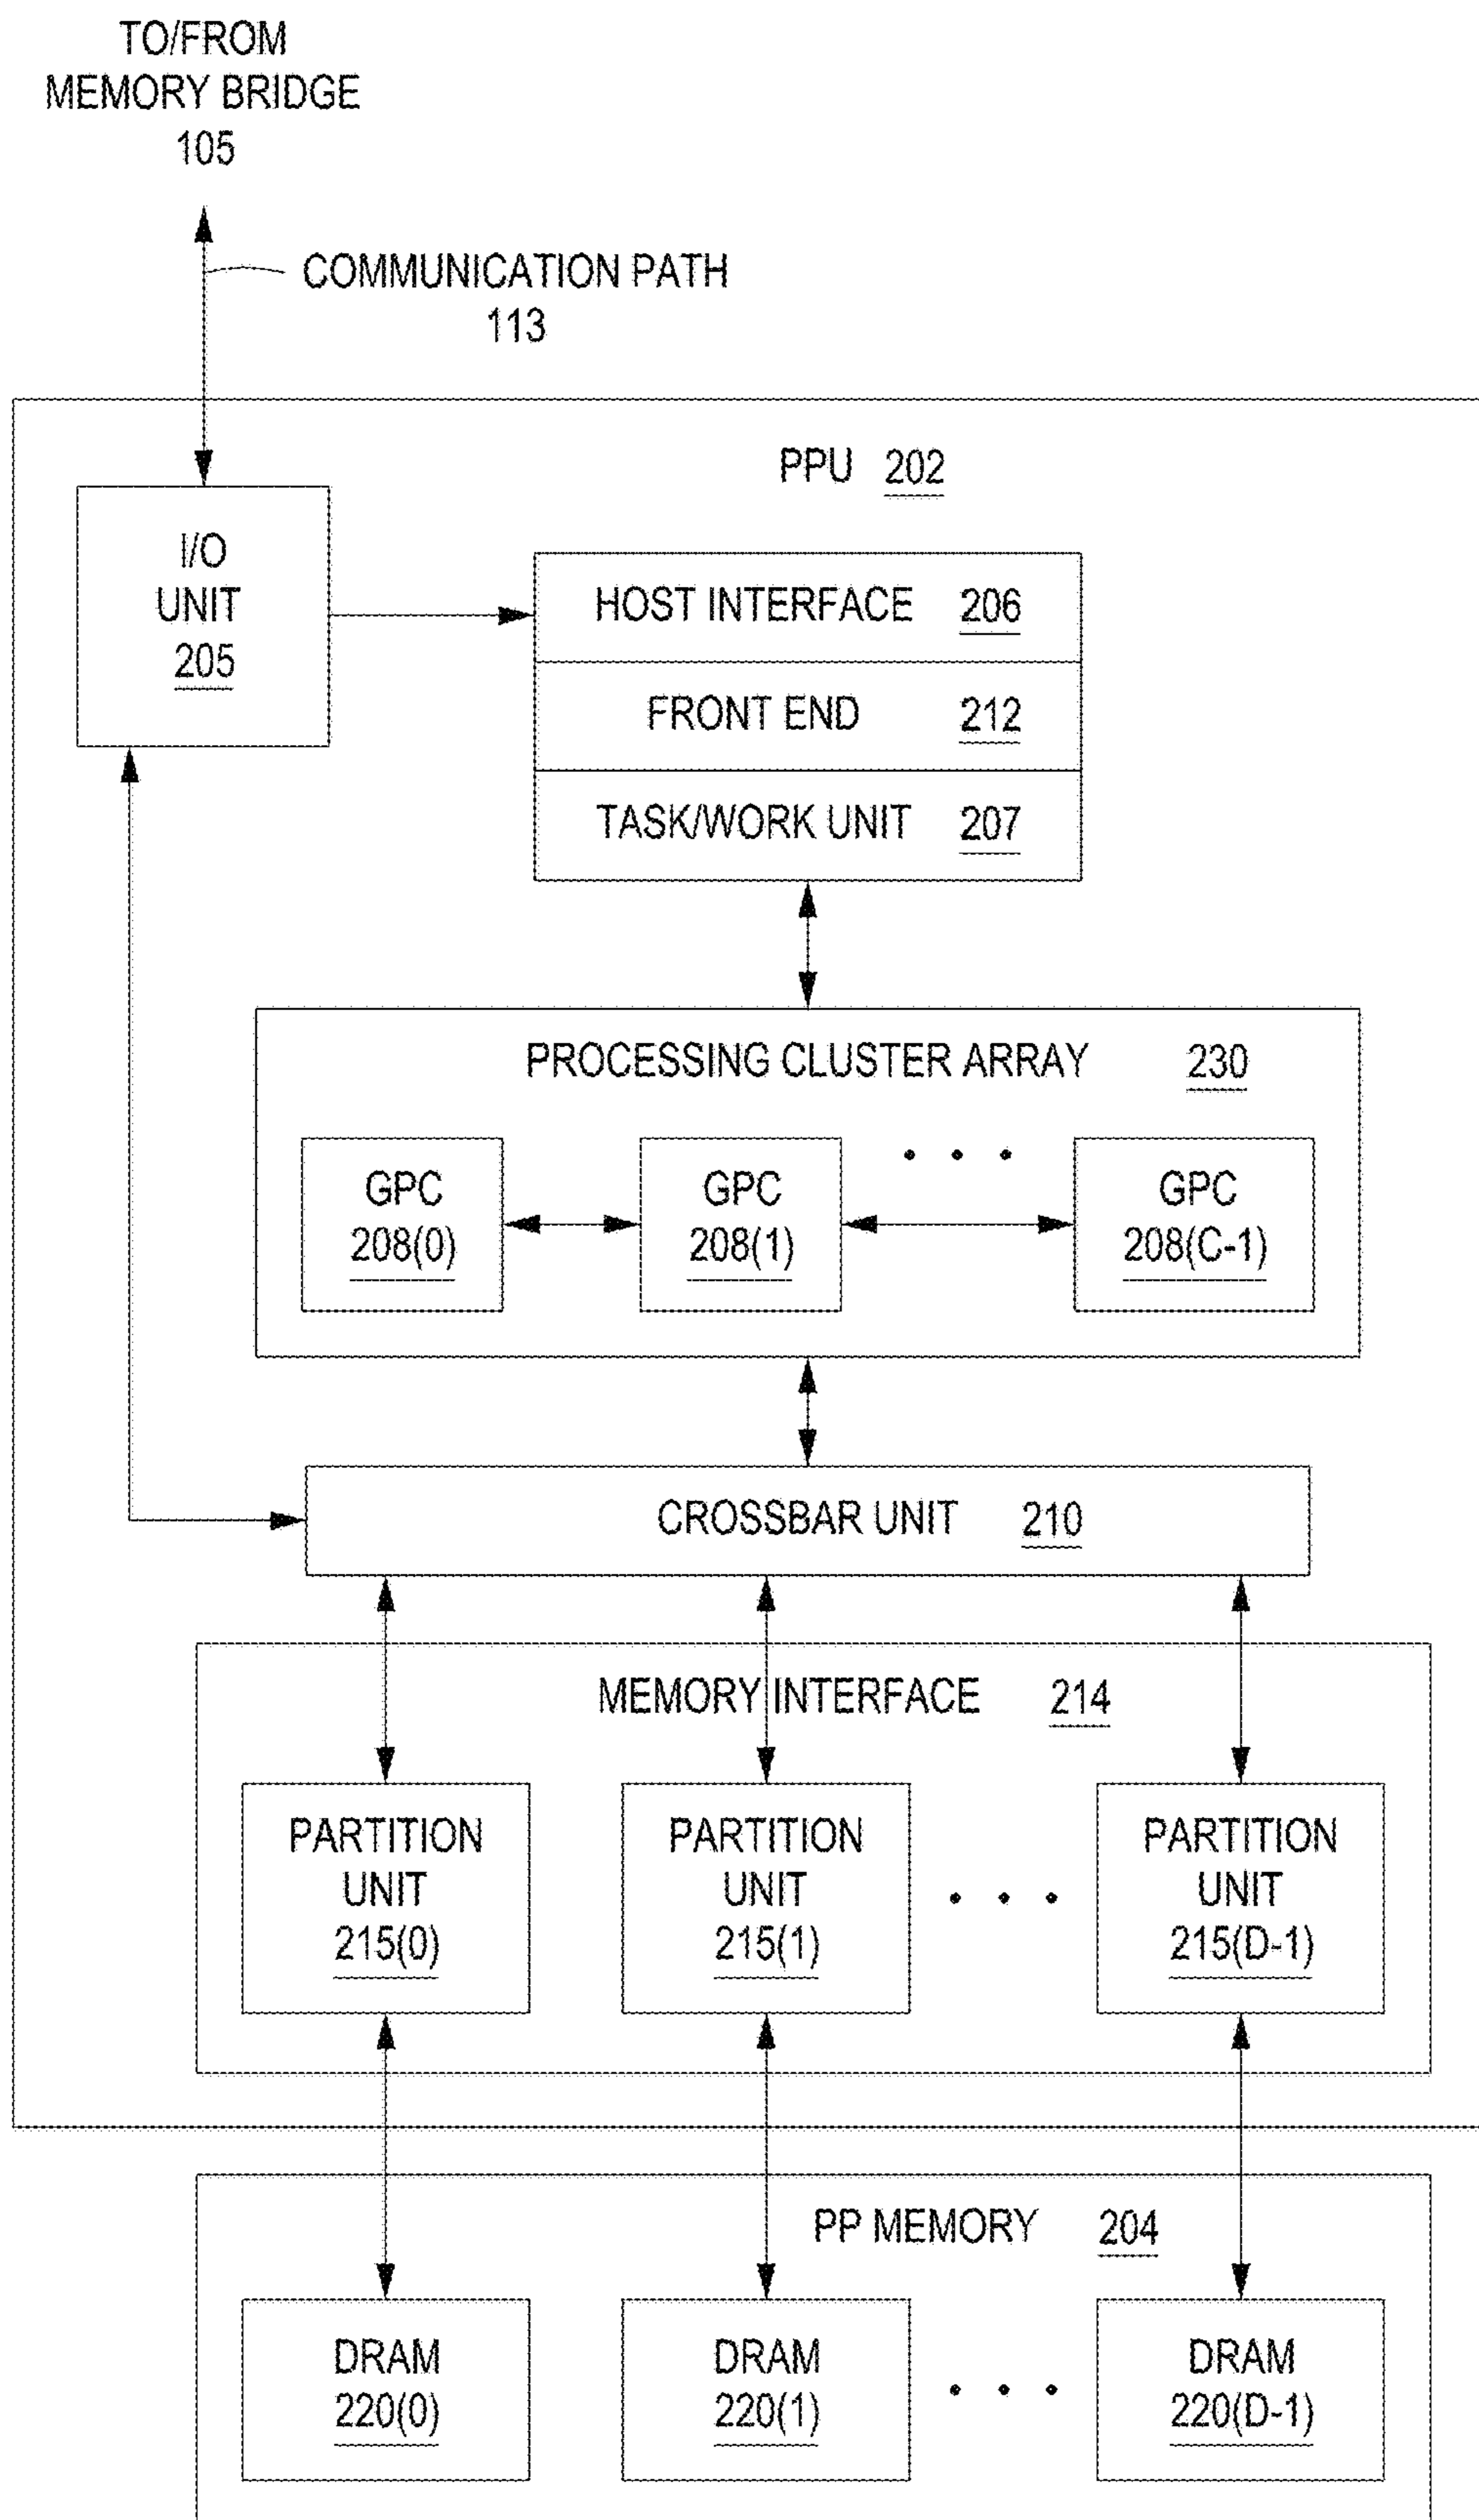 TO/FROM
MEMORY BRIDGE
105
COMMUNICATION PATH
113
PPU 202
I/O
UNIT
205
HOST INTERFACE 206
FRONT END 212
TASK/WORK UNIT 207
PROCESSING CLUSTER ARRAY 230
GPC
208(0)
GPC
208(1)
. . .
GPC
208(C-1)
CROSSBAR UNIT 210
MEMORY INTERFACE 214
PARTITION
UNIT
215(0)
PARTITION
UNIT
215(1)
. . .
PARTITION
UNIT
215(D-1)
PP MEMORY 204
DRAM
220(0)
DRAM
220(1)
. . .
DRAM
220(D-1)